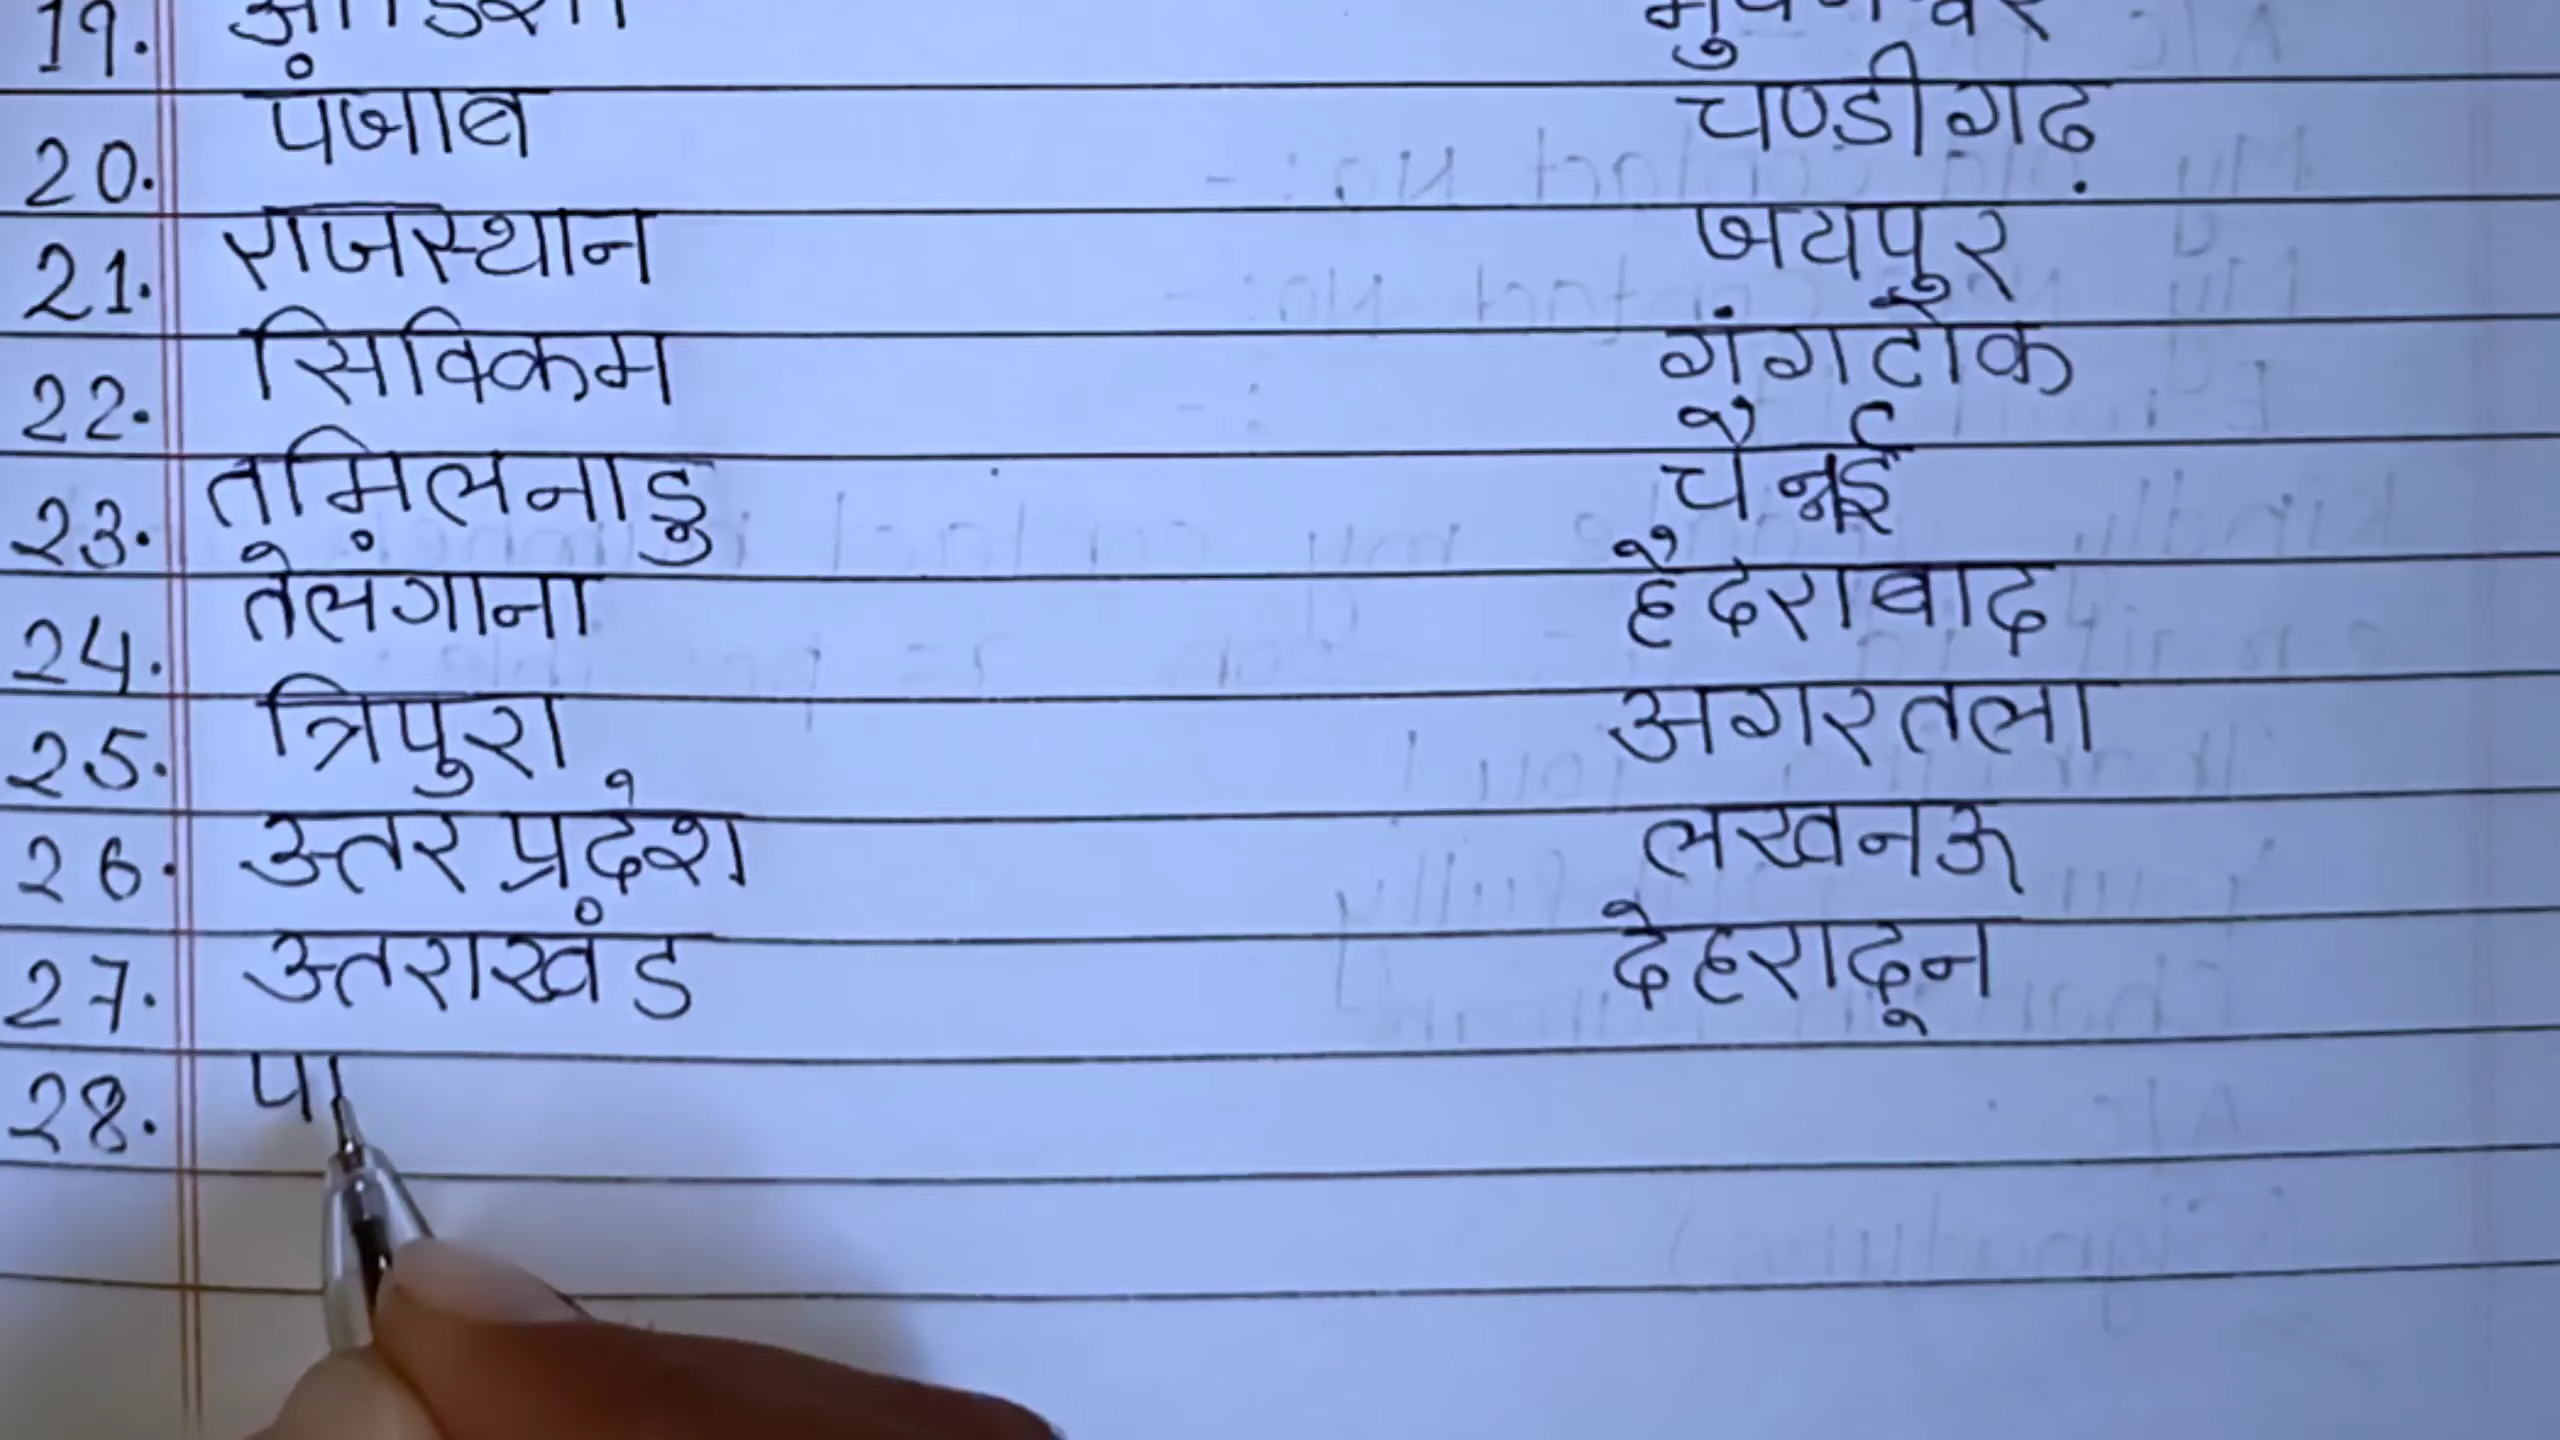 19. ओडिशा भुवनेश्वर
20. पंजाब चण्डीगढ़
21. राजस्थान जयपुर
22. सिक्किम गंगटोक
23. तमिलनाडु चैन्नई
24. तेलंगाना हैदराबाद
25. त्रिपुरा अगरतला
26. उत्तर प्रदेश लखनऊ
27. उत्तराखंड देहरादून
28. प